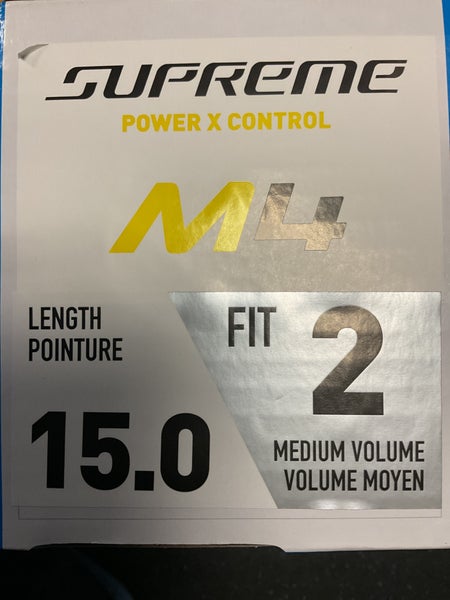 SUPREME
POWER X CONTROL
M4
LENGTH
POINTURE
15.0
FIT 2
MEDIUM VOLUME
VOLUME MOYEN